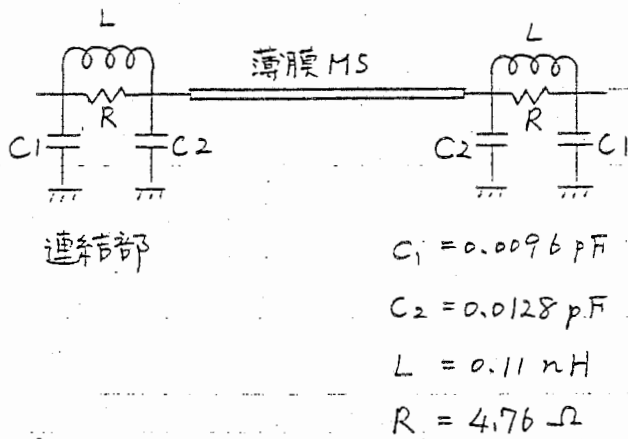 L
L
薄膜MS
R
R
C1
C2
C2
C1
連結部
C1 = 0.0096 pF
C2 = 0.0128 pF
L = 0.11 nH
R = 4.76 Ω